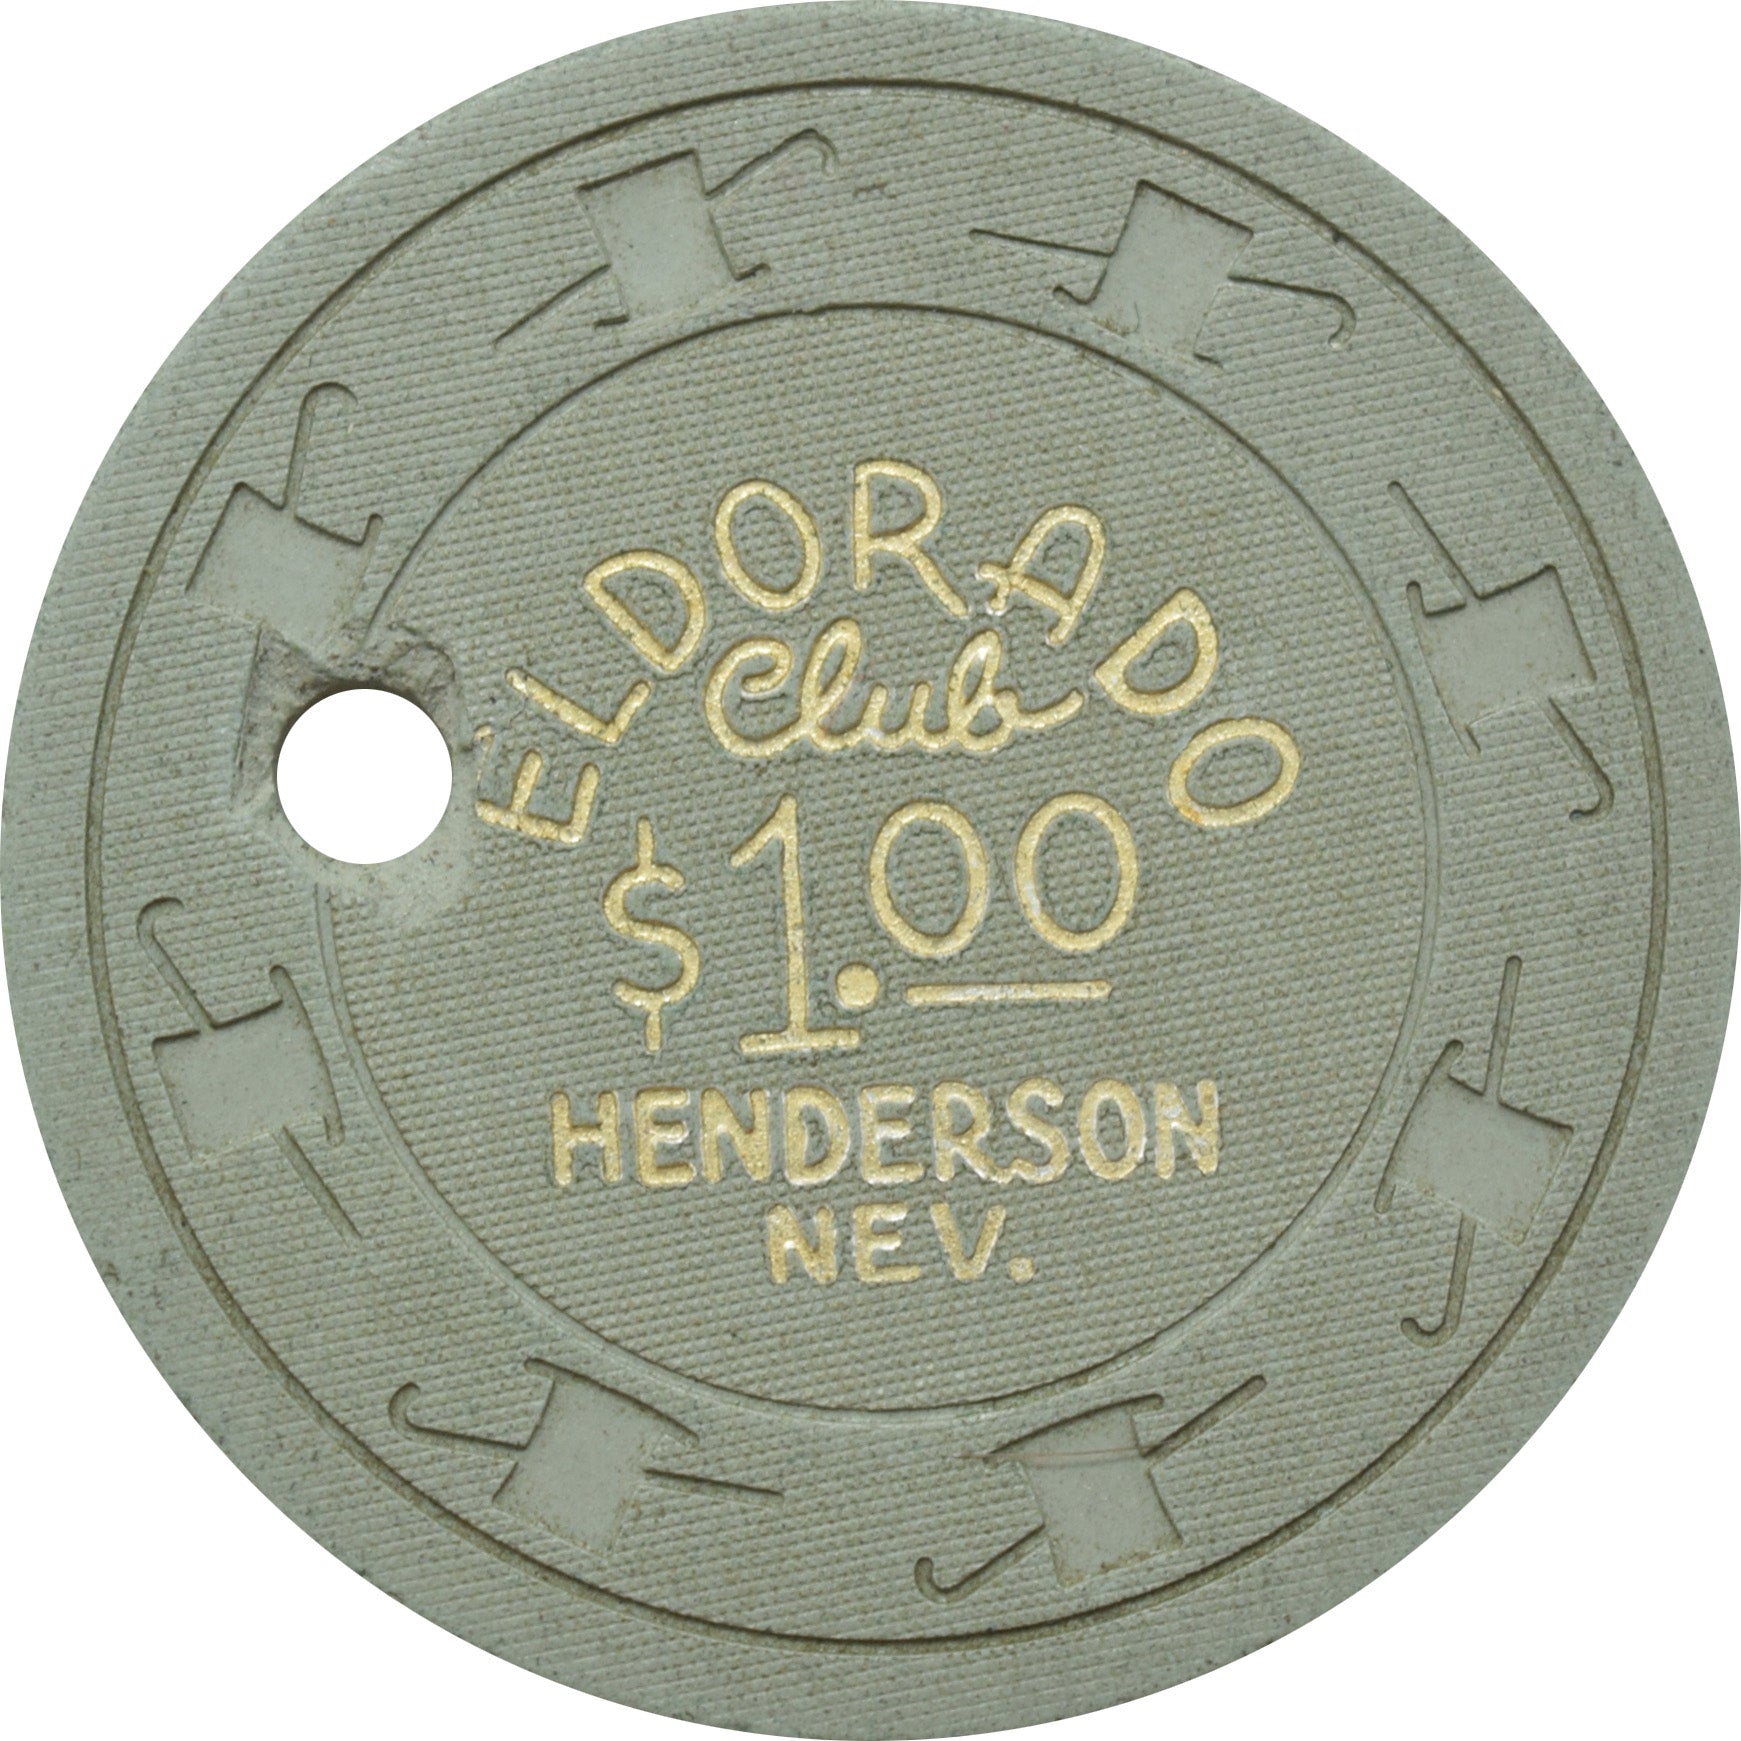 ELDORADO
Club
$1.00
HENDERSON
NEV.